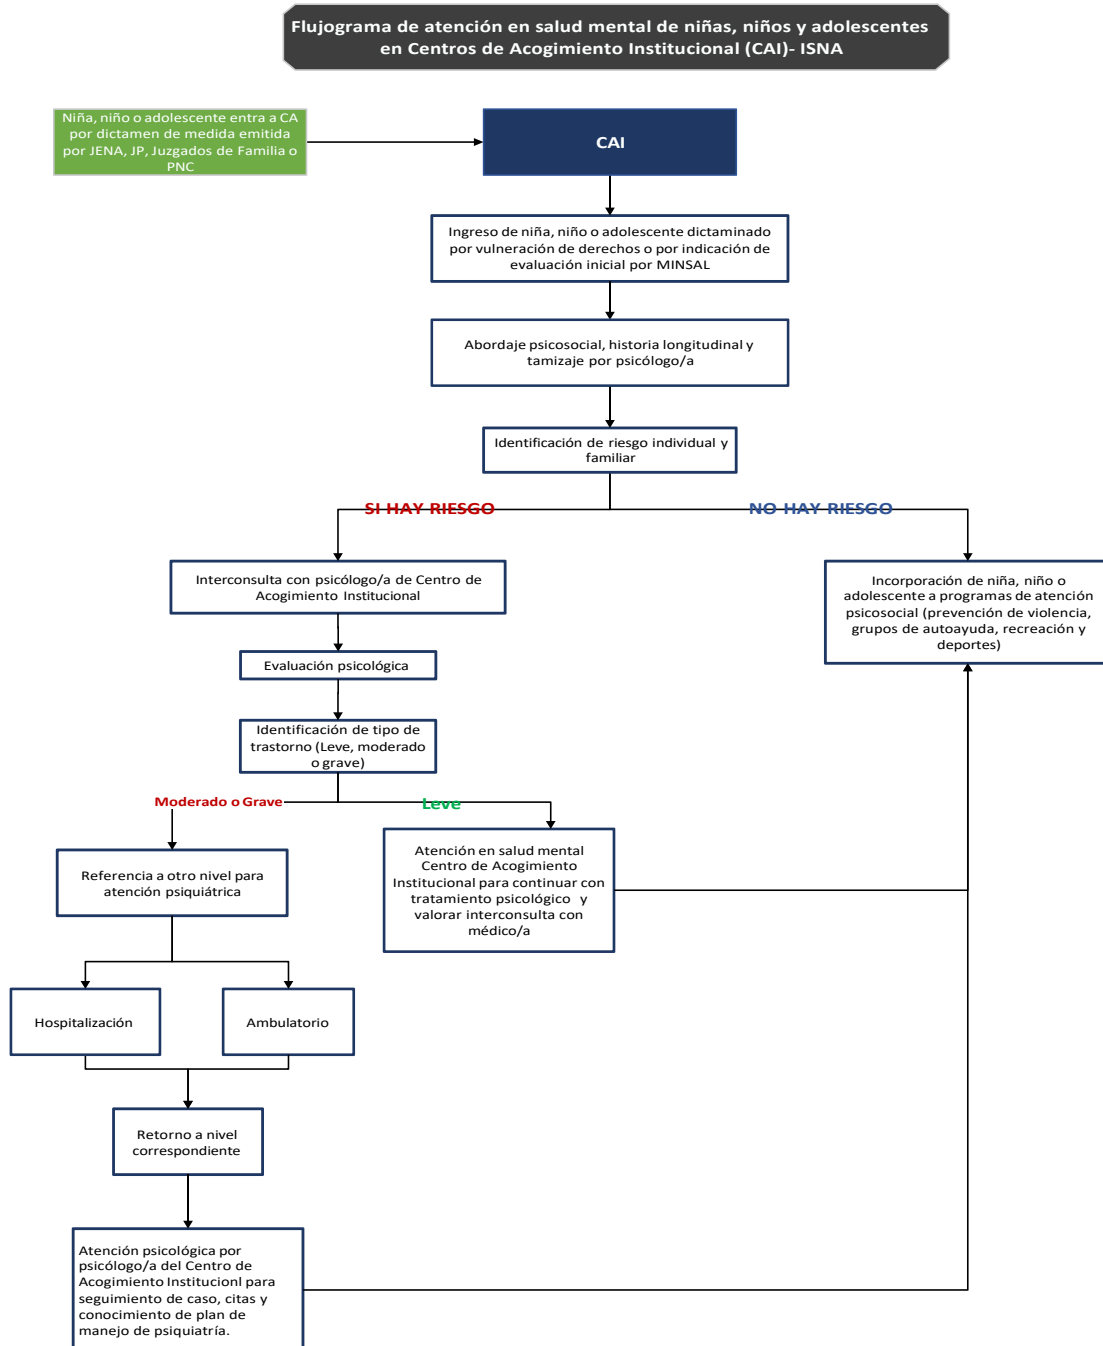 Flujograma de atención en salud mental de niñas, niños y adolescentes
en Centros de Acogimiento Institucional (CAI)- ISNA
Niña, niño o adolescente entra a CA
por dictamen de medida emitida
por JENA, JP, Juzgados de Familia o
PNC
CAI
Ingreso de niña, niño o adolescente dictaminado
por vulneración de derechos o por indicación de
evaluación inicial por MINSAL
Abordaje psicosocial, historia longitudinal y
tamizaje por psicólogo/a
Identificación de riesgo individual y
familiar
SI HAY RIESGO
NO HAY RIESGO
Interconsulta con psicólogo/a de Centro de
Acogimiento Institucional
Incorporación de niña, niño o
adolescente a programas de atención
psicosocial (prevención de violencia,
grupos de autoayuda, recreación y
deportes)
Evaluación psicológica
Identificación de tipo de
trastorno (Leve, moderado
o grave)
Moderado o Grave
Leve
Referencia a otro nivel para
atención psiquiátrica
Atención en salud mental
Centro de Acogimiento
Institucional para continuar con
tratamiento psicológico y
valorar interconsulta con
médico/a
Hospitalización
Ambulatorio
Retorno a nivel
correspondiente
Atención psicológica por
psicólogo/a del Centro de
Acogimiento Institucionl para
seguimiento de caso, citas y
conocimiento de plan de
manejo de psiquiatría.